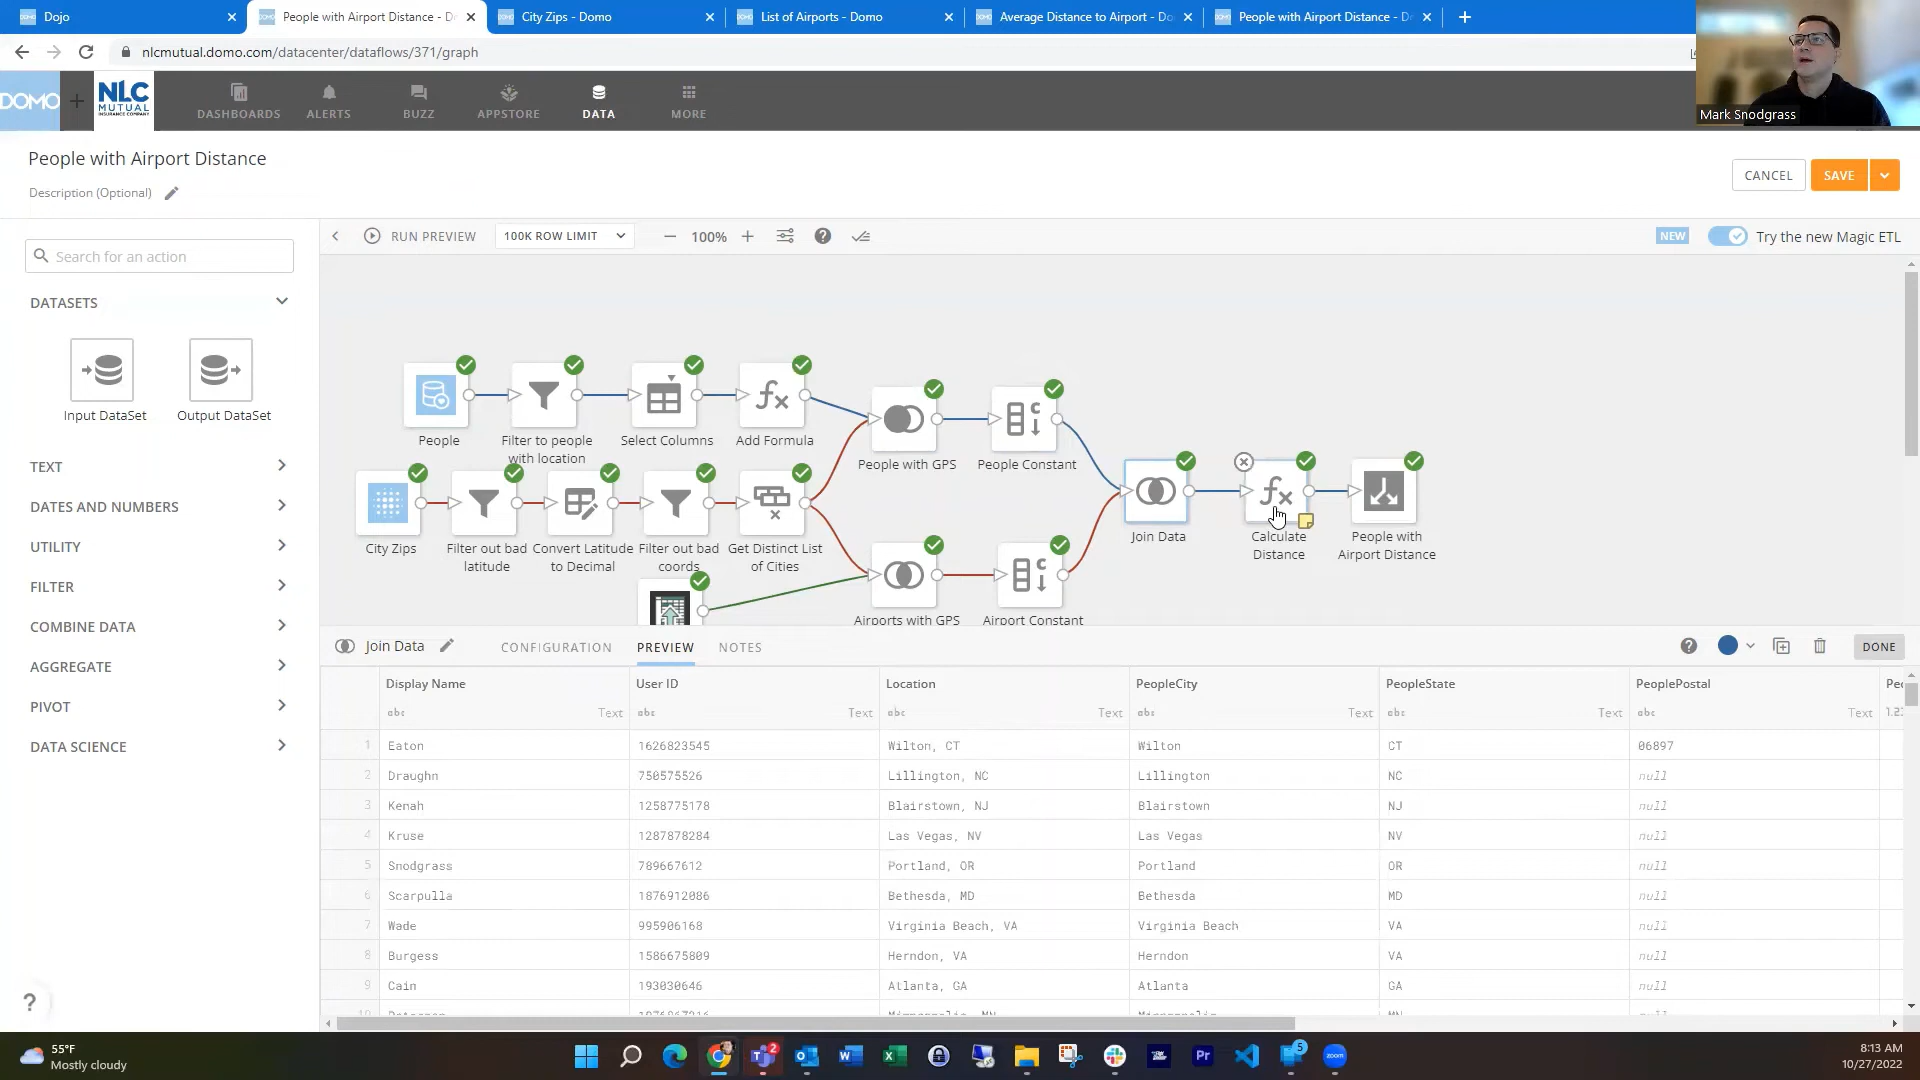 Dojo
People with Airport Distance - D
City Zips - Domo
List of Airports - Domo
Average Distance to Airport - Do
People with Airport Distance - D
nlcmutual.domo.com/datacenter/dataflows/371/graph
DOMO
NLC
MUTUAL
INSURANCE COMPANY
DASHBOARDS
ALERTS
BUZZ
APPSTORE
DATA
MORE
Mark Snodgrass
People with Airport Distance
Description (Optional)
CANCEL
SAVE
Search for an action
RUN PREVIEW
100K ROW LIMIT
100%
NEW
Try the new Magic ETL
DATASETS
Input DataSet
Output DataSet
TEXT
DATES AND NUMBERS
UTILITY
FILTER
COMBINE DATA
AGGREGATE
PIVOT
DATA SCIENCE
People
Filter to people
with location
Select Columns
Add Formula
People with GPS
People Constant
City Zips
Filter out bad
latitude
Convert Latitude
to Decimal
Filter out bad
coords
Get Distinct List
of Cities
Airports with GPS
Airport Constant
Join Data
Calculate
Distance
People with
Airport Distance
Join Data
CONFIGURATION
PREVIEW
NOTES
DONE
Display Name User ID Location PeopleCity PeopleState PeoplePostal
abc Text abc Text abc Text abc Text abc Text abc Text
1 Eaton 1626823545 Wilton, CT Wilton CT 06897
2 Draughn 750575526 Lillington, NC Lillington NC null
3 Kenah 1258775178 Blairstown, NJ Blairstown NJ null
4 Kruse 1287878284 Las Vegas, NV Las Vegas NV null
5 Snodgrass 789667612 Portland, OR Portland OR null
6 Scarpulla 1876912086 Bethesda, MD Bethesda MD null
7 Wade 995906168 Virginia Beach, VA Virginia Beach VA null
8 Burgess 1586675809 Herndon, VA Herndon VA null
9 Cain 193030646 Atlanta, GA Atlanta GA null
55°F
Mostly cloudy
8:13 AM
10/27/2022